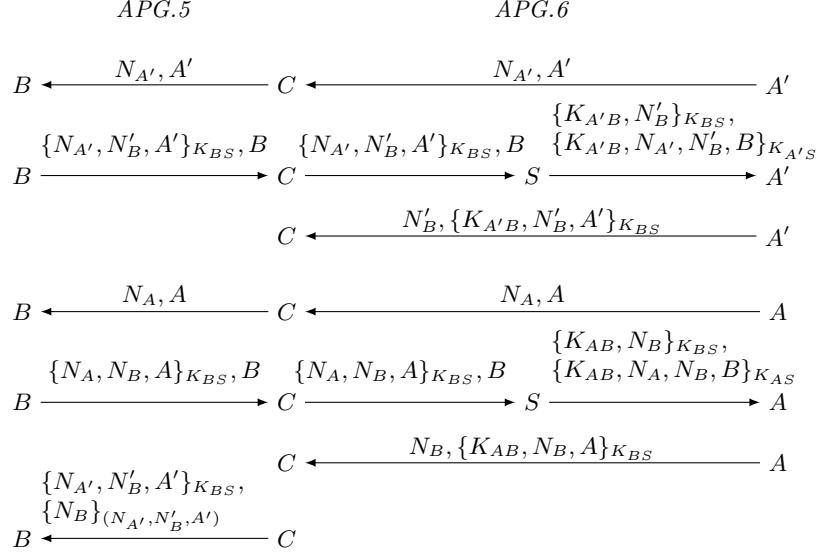 APG.5 APG.6
B N_{A'}, A' C N_{A'}, A' A'
{K_{A'B}, N'_B}_{K_{BS}},
{N_{A'}, N'_B, A'}_{K_{BS}}, B {N_{A'}, N'_B, A'}_{K_{BS}}, B {K_{A'B}, N_{A'}, N'_B, B}_{K_{A'S}}
B C S A'
N'_B, {K_{A'B}, N'_B, A'}_{K_{BS}}
C A'
N_A, A N_A, A
B C A
{K_{AB}, N_B}_{K_{BS}},
{N_A, N_B, A}_{K_{BS}}, B {N_A, N_B, A}_{K_{BS}}, B {K_{AB}, N_A, N_B, B}_{K_{AS}}
B C S A
N_B, {K_{AB}, N_B, A}_{K_{BS}}
C A
{N_{A'}, N'_B, A'}_{K_{BS}},
{N_B}_{(N_{A'}, N'_B, A')}
B C